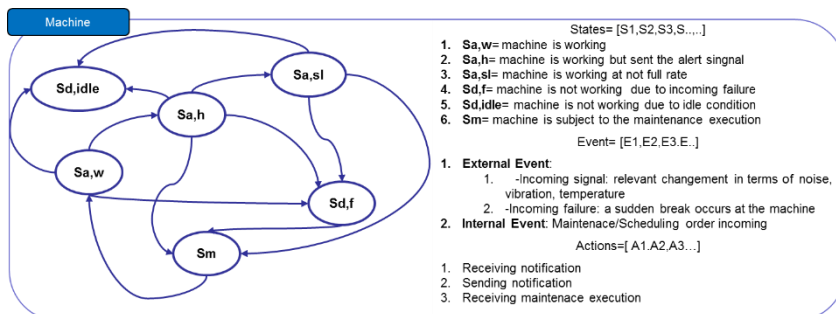 Machine
Sd,idle
Sa,sl
Sa,h
Sa,w
Sd,f
Sm
States= [S1,S2,S3,S..,..]
1. Sa,w= machine is working
2. Sa,h= machine is working but sent the alert singnal
3. Sa,sl= machine is working at not full rate
4. Sd,f= machine is not working due to incoming failure
5. Sd,idle= machine is not working due to idle condition
6. Sm= machine is subject to the maintenance execution
Event= [E1,E2,E3.E..]
1. External Event:
1. -Incoming signal: relevant changement in terms of noise,
vibration, temperature
2. -Incoming failure: a sudden break occurs at the machine
2. Internal Event: Maintenace/Scheduling order incoming
Actions=[ A1.A2,A3…]
1. Receiving notification
2. Sending notification
3. Receiving maintenace execution